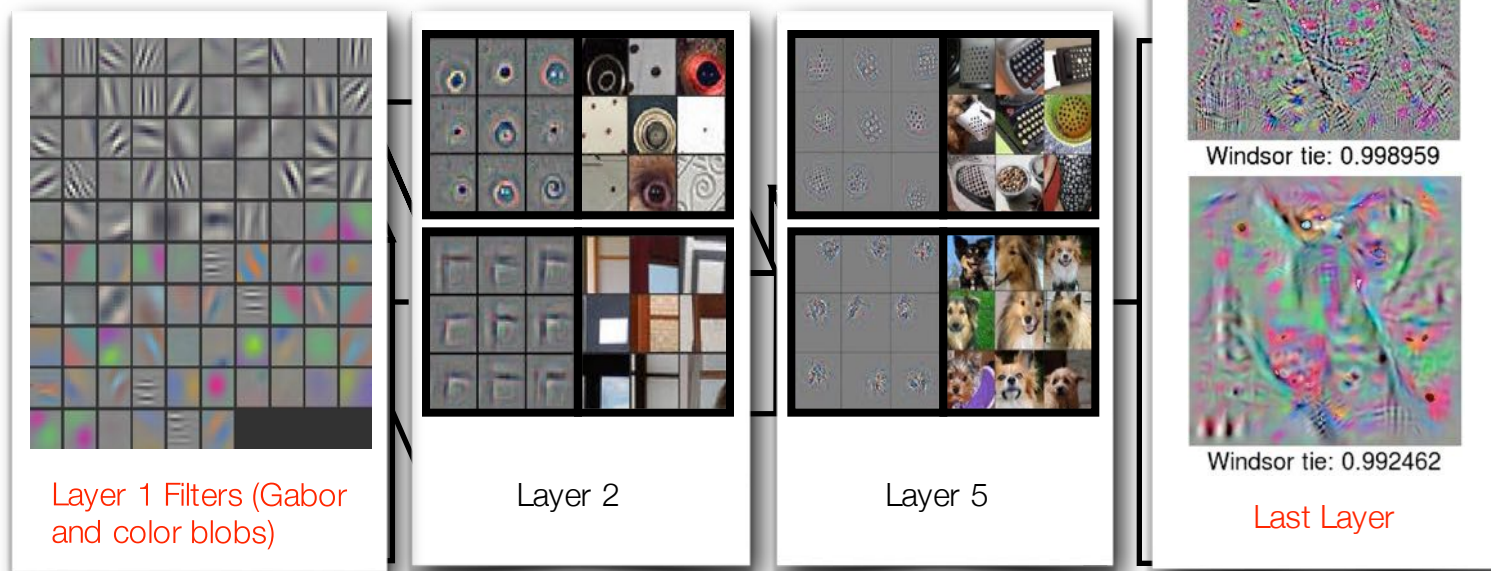 Layer 1 Filters (Gabor
and color blobs)
Layer 2
Layer 5
Windsor tie: 0.998959
Windsor tie: 0.992462
Last Layer